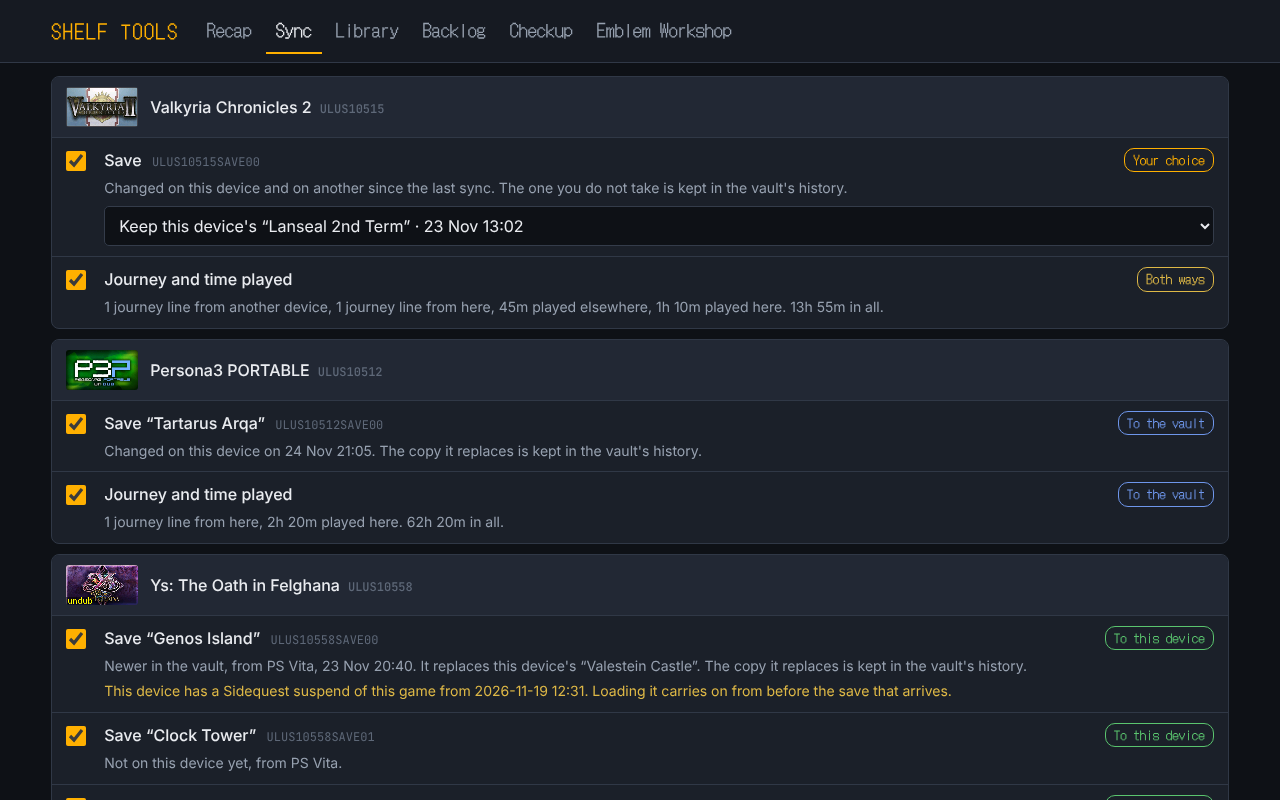 SHELF TOOLS Recap Sync Library Backlog Checkup Emblem Workshop
VALKYRIA II Valkyria Chronicles 2 ULUS10515
Save ULUS10515SAVE00 Your choice
Changed on this device and on another since the last sync. The one you do not take is kept in the vault's history.
Keep this device's “Lanseal 2nd Term” · 23 Nov 13:02
Journey and time played Both ways
1 journey line from another device, 1 journey line from here, 45m played elsewhere, 1h 10m played here. 13h 55m in all.
P3P Persona3 PORTABLE ULUS10512
Save “Tartarus Arqa” ULUS10512SAVE00 To the vault
Changed on this device on 24 Nov 21:05. The copy it replaces is kept in the vault's history.
Journey and time played To the vault
1 journey line from here, 2h 20m played here. 62h 20m in all.
undub Ys: The Oath in Felghana ULUS10558
Save “Genos Island” ULUS10558SAVE00 To this device
Newer in the vault, from PS Vita, 23 Nov 20:40. It replaces this device's “Valestein Castle”. The copy it replaces is kept in the vault's history.
This device has a Sidequest suspend of this game from 2026-11-19 12:31. Loading it carries on from before the save that arrives.
Save “Clock Tower” ULUS10558SAVE01 To this device
Not on this device yet, from PS Vita.